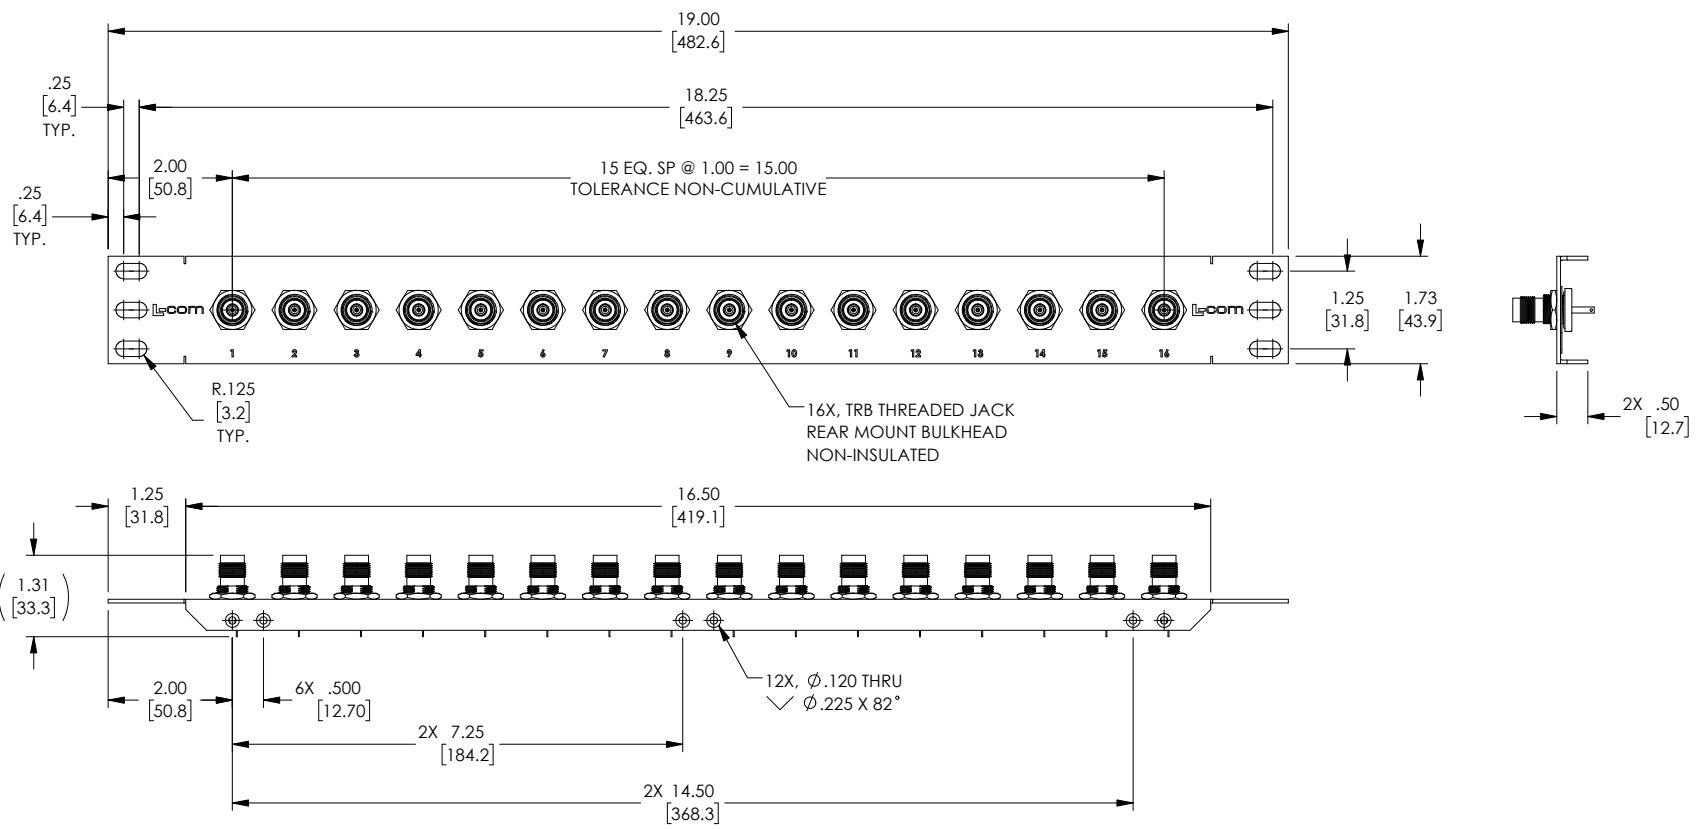 19.00
[482.6]
.25
[6.4]
TYP.
18.25
[463.6]
2.00
[50.8]
15 EQ. SP @ 1.00 = 15.00
TOLERANCE NON-CUMULATIVE
.25
[6.4]
TYP.
L-com
L-com
1 2 3 4 5 6 7 8 9 10 11 12 13 14 15 16
1.25
[31.8]
1.73
[43.9]
R.125
[3.2]
TYP.
16X, TRB THREADED JACK
REAR MOUNT BULKHEAD
NON-INSULATED
2X .50
[12.7]
1.25
[31.8]
16.50
[419.1]
(1.31
[33.3])
2.00
[50.8]
6X .500
[12.70]
12X, Ø.120 THRU
⌵ Ø.225 X 82°
2X 7.25
[184.2]
2X 14.50
[368.3]